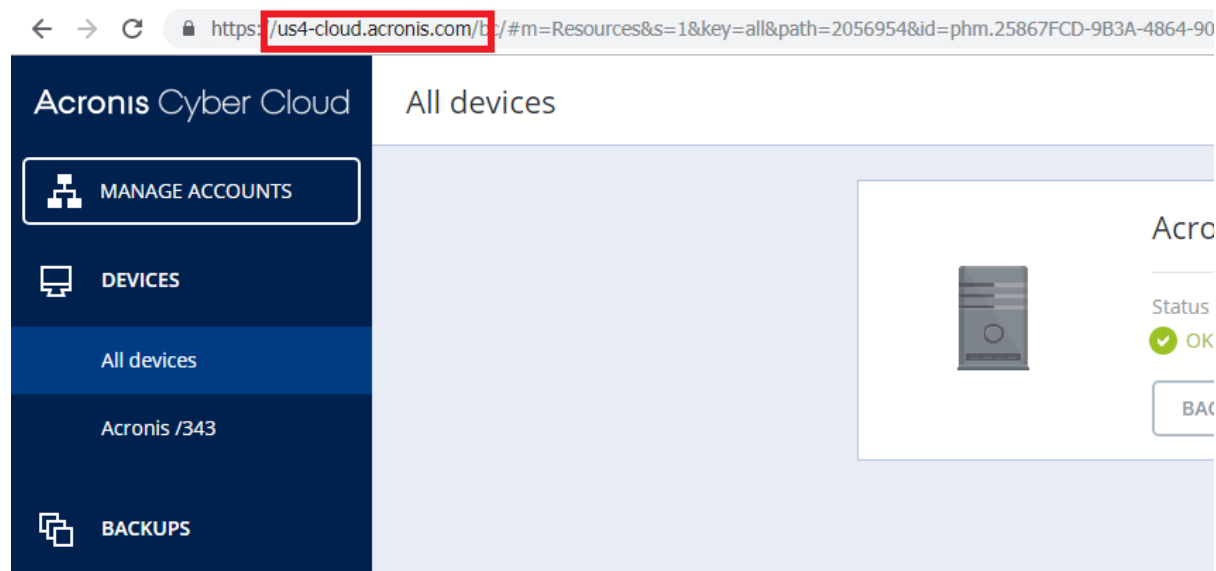 https://us4-cloud.acronis.com/bc/#m=Resources&s=1&key=all&path=2056954&id=phm.25867FCD-9B3A-4864-90
Acronis Cyber Cloud
All devices
MANAGE ACCOUNTS
Acro
DEVICES
Status
OK
All devices
BAC
Acronis /343
BACKUPS